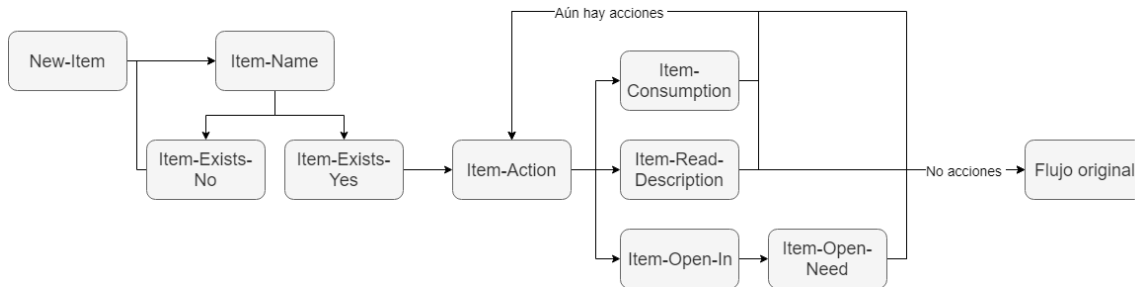 Aún hay acciones
New-Item
Item-Name
Item-
Consumption
Item-Exists-
No
Item-Exists-
Yes
Item-Action
Item-Read-
Description
No acciones
Flujo original
Item-Open-In
Item-Open-
Need